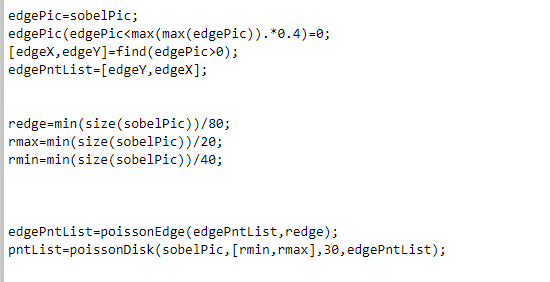 edgePic=sobelPic;
edgePic(edgePic<max(max(edgePic)).*0.4)=0;
[edgeX,edgeY]=find(edgePic>0);
edgePntList=[edgeY,edgeX];
redge=min(size(sobelPic))/80;
rmax=min(size(sobelPic))/20;
rmin=min(size(sobelPic))/40;
edgePntList=poissonEdge(edgePntList,redge);
pntList=poissonDisk(sobelPic,[rmin,rmax],30,edgePntList);